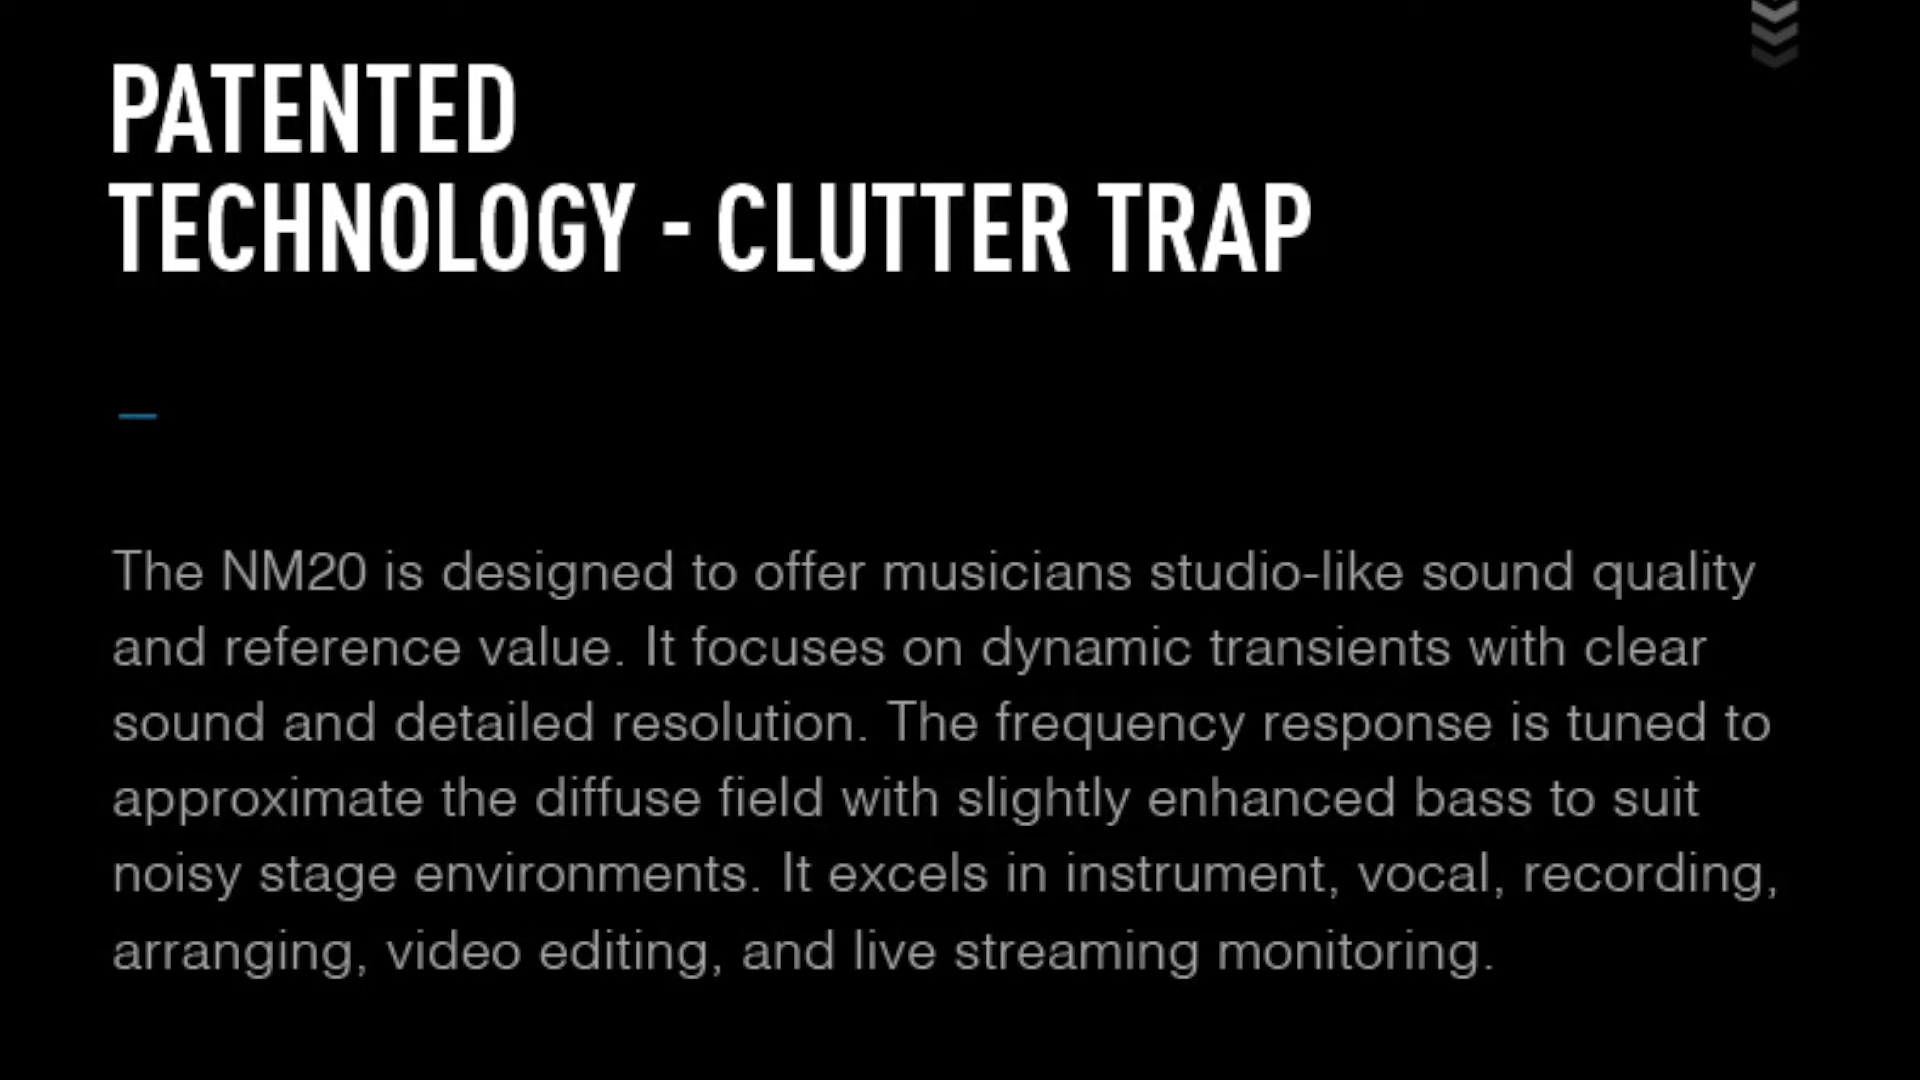 PATENTED
TECHNOLOGY - CLUTTER TRAP
The NM20 is designed to offer musicians studio-like sound quality
and reference value. It focuses on dynamic transients with clear
sound and detailed resolution. The frequency response is tuned to
approximate the diffuse field with slightly enhanced bass to suit
noisy stage environments. It excels in instrument, vocal, recording,
arranging, video editing, and live streaming monitoring.